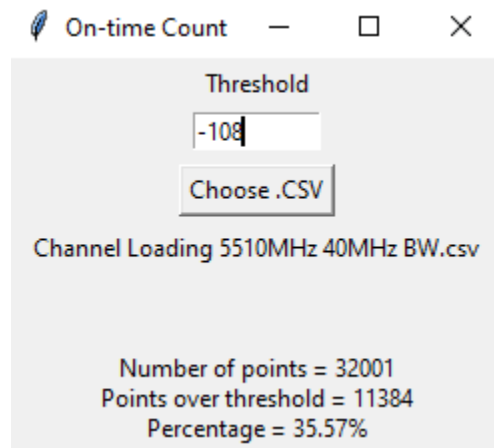 On-time Count
Threshold
-108
Choose .CSV
Channel Loading 5510MHz 40MHz BW.csv
Number of points = 32001
Points over threshold = 11384
Percentage = 35.57%